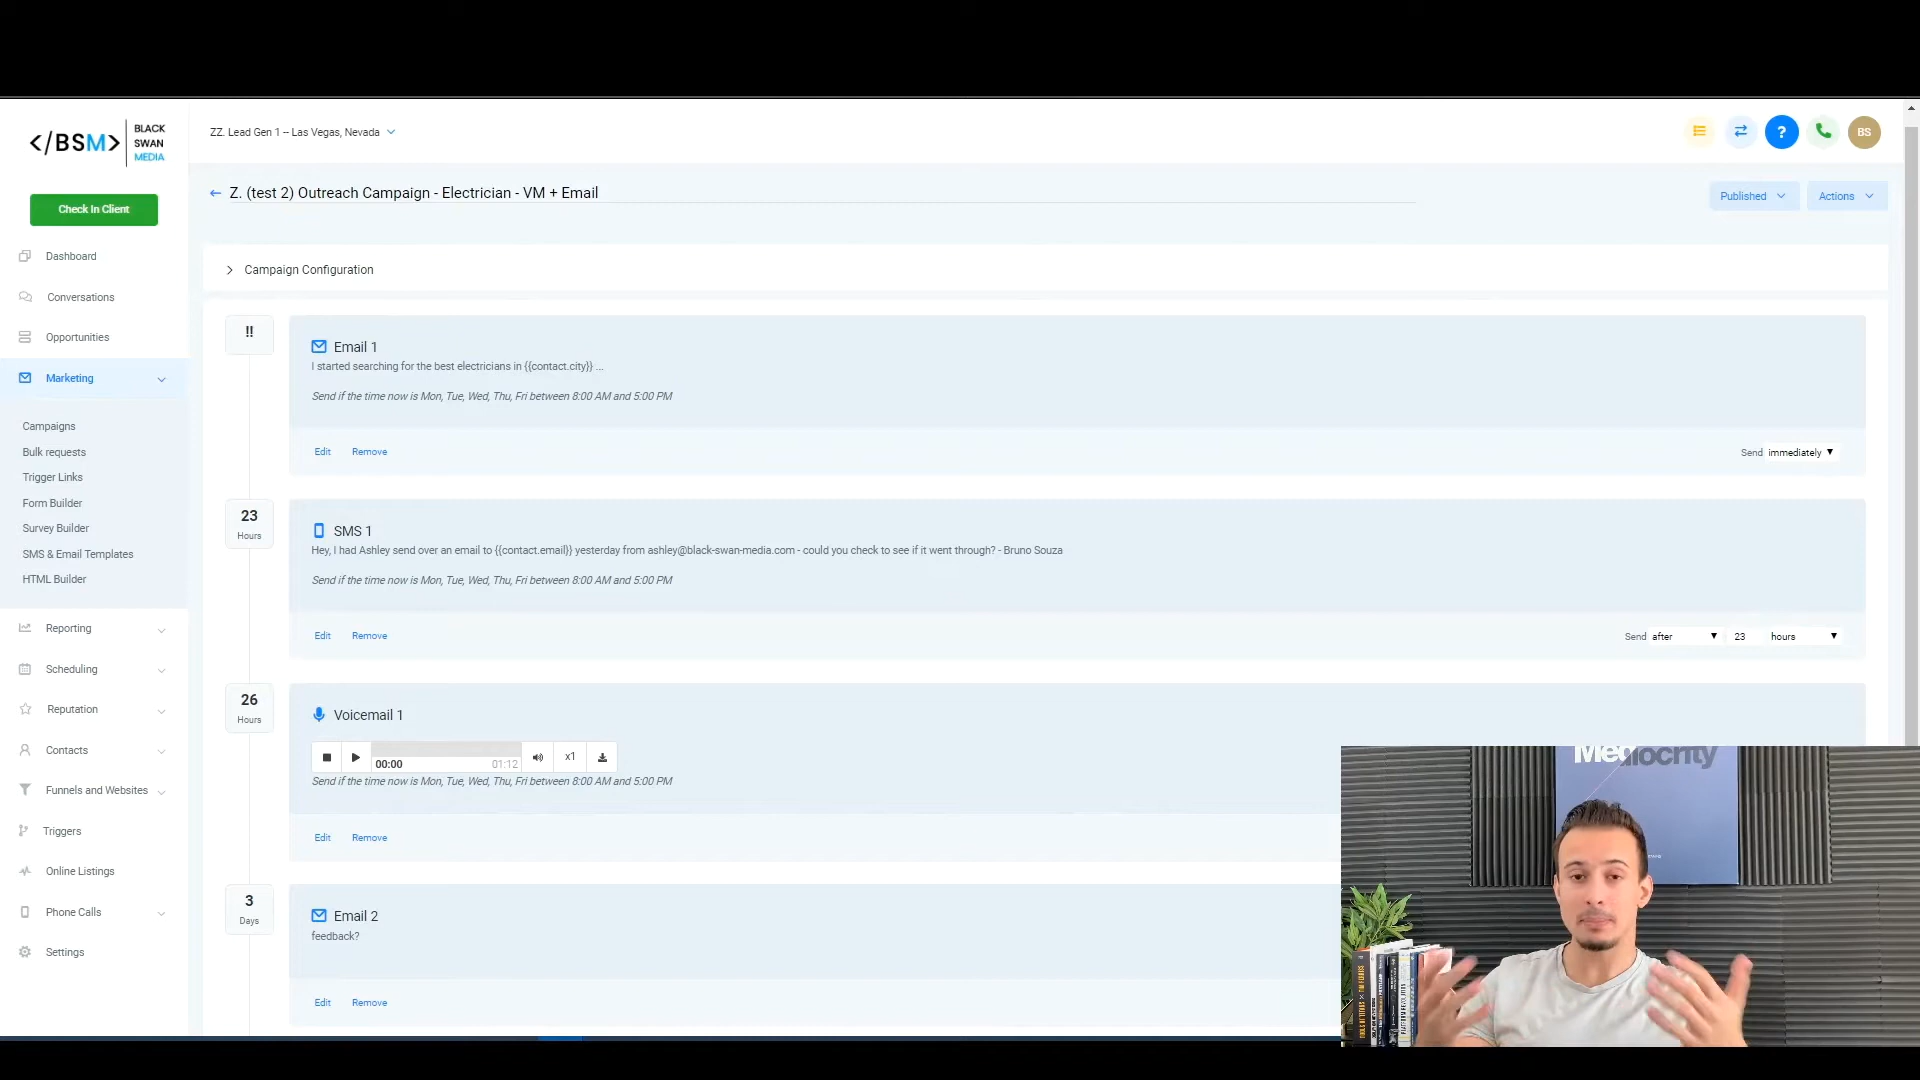 </BSM>
BLACK
SWAN
MEDIA
Check In Client
Dashboard
Conversations
Opportunities
Marketing
Campaigns
Bulk requests
Trigger Links
Form Builder
Survey Builder
SMS & Email Templates
HTML Builder
Reporting
Scheduling
Reputation
Contacts
Funnels and Websites
Triggers
Online Listings
Phone Calls
Settings
ZZ. Lead Gen 1 -- Las Vegas, Nevada
?
BS
Z. (test 2) Outreach Campaign - Electrician - VM + Email
Published
Actions
Campaign Configuration
!!
Email 1
I started searching for the best electricians in {{contact.city}} ...
Send if the time now is Mon, Tue, Wed, Thu, Fri between 8:00 AM and 5:00 PM
Edit Remove
Send immediately
23
Hours
SMS 1
Hey, I had Ashley send over an email to {{contact.email}} yesterday from ashley@black-swan-media.com - could you check to see if it went through? - Bruno Souza
Send if the time now is Mon, Tue, Wed, Thu, Fri between 8:00 AM and 5:00 PM
Edit Remove
Send after 23 hours
26
Hours
Voicemail 1
00:00 01:12 x1
Send if the time now is Mon, Tue, Wed, Thu, Fri between 8:00 AM and 5:00 PM
Edit Remove
3
Days
Email 2
feedback?
Edit Remove
Mediocrity